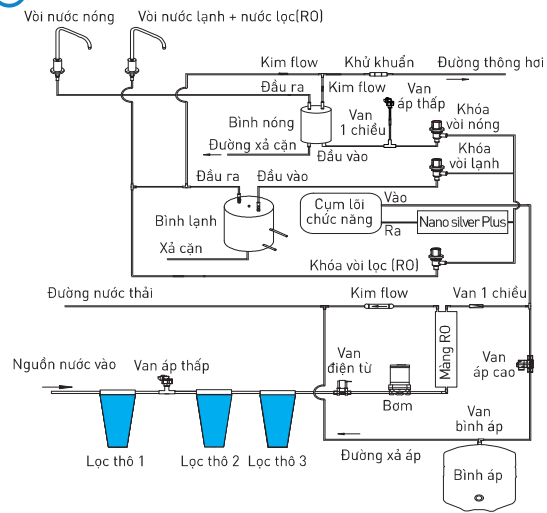 Vòi nước nóng
Vòi nước lạnh + nước lọc(RO)
Kim flow
Khử khuẩn
Đường thông hơi
Đầu ra
Kim flow
Van
áp thấp
Bình nóng
Van
1 chiều
Khóa
vòi nóng
Đường xả cặn
Đầu vào
Khóa
vòi lạnh
Đầu ra
Đầu vào
Bình lạnh
Cụm lõi
chức năng
Vào
Nano silver Plus
Ra
Xả cặn
Khóa vòi lọc (RO)
Đường nước thải
Kim flow
Van 1 chiều
Màng RO
Nguồn nước vào
Van áp thấp
Van
điện từ
Van
áp cao
Bơm
Van
bình áp
Lọc thô 1
Lọc thô 2
Lọc thô 3
Đường xả áp
Bình áp